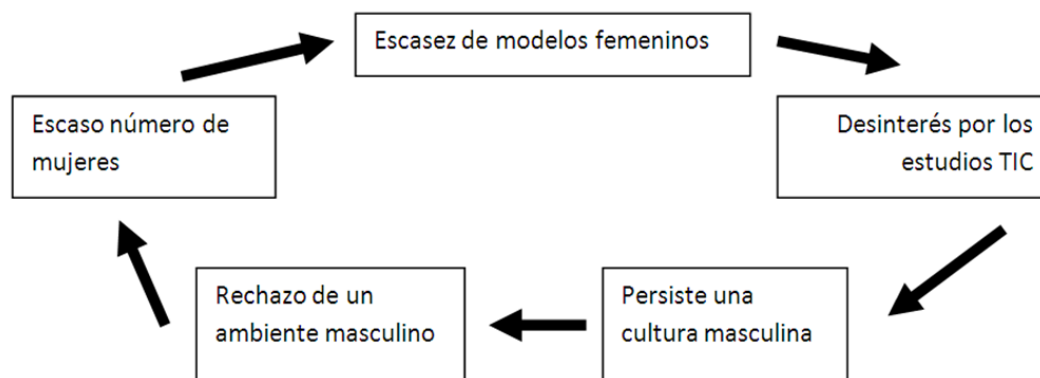 Escasez de modelos femeninos
Escaso número de
mujeres
Desinterés por los
estudios TIC
Rechazo de un
ambiente masculino
Persiste una
cultura masculina